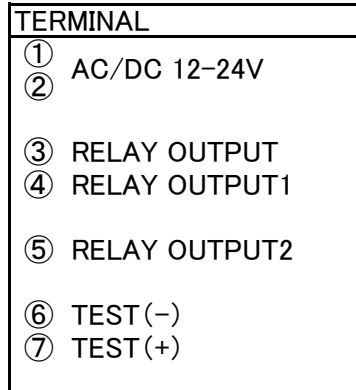 TERMINAL
①
AC/DC 12-24V
②
③ RELAY OUTPUT
④ RELAY OUTPUT1
⑤ RELAY OUTPUT2
⑥ TEST(-)
⑦ TEST(+)